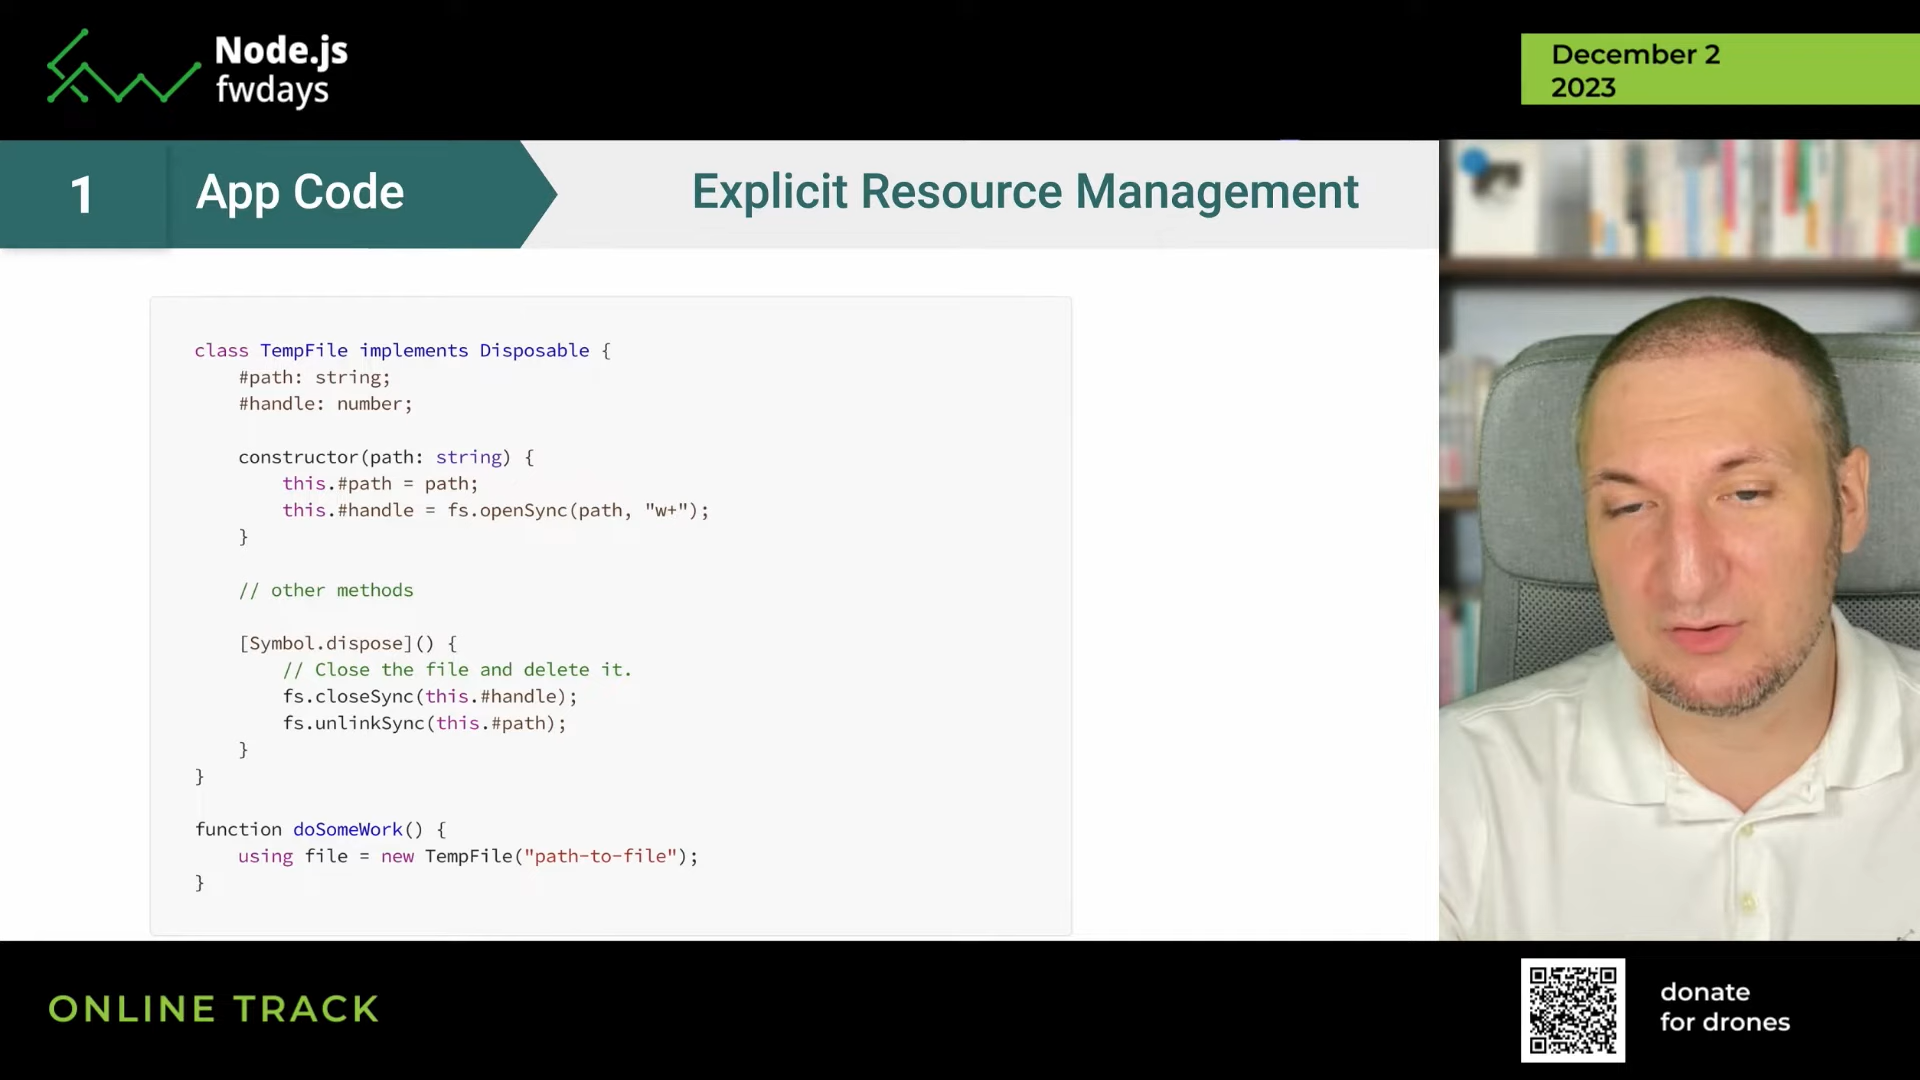 Node.js
fwdays
December 2
2023
1
App Code
Explicit Resource Management
class TempFile implements Disposable {
#path: string;
#handle: number;
constructor(path: string) {
this.#path = path;
this.#handle = fs.openSync(path, "w+");
}
// other methods
[Symbol.dispose]() {
// Close the file and delete it.
fs.closeSync(this.#handle);
fs.unlinkSync(this.#path);
}
}
function doSomeWork() {
using file = new TempFile("path-to-file");
}
ONLINE TRACK
donate
for drones